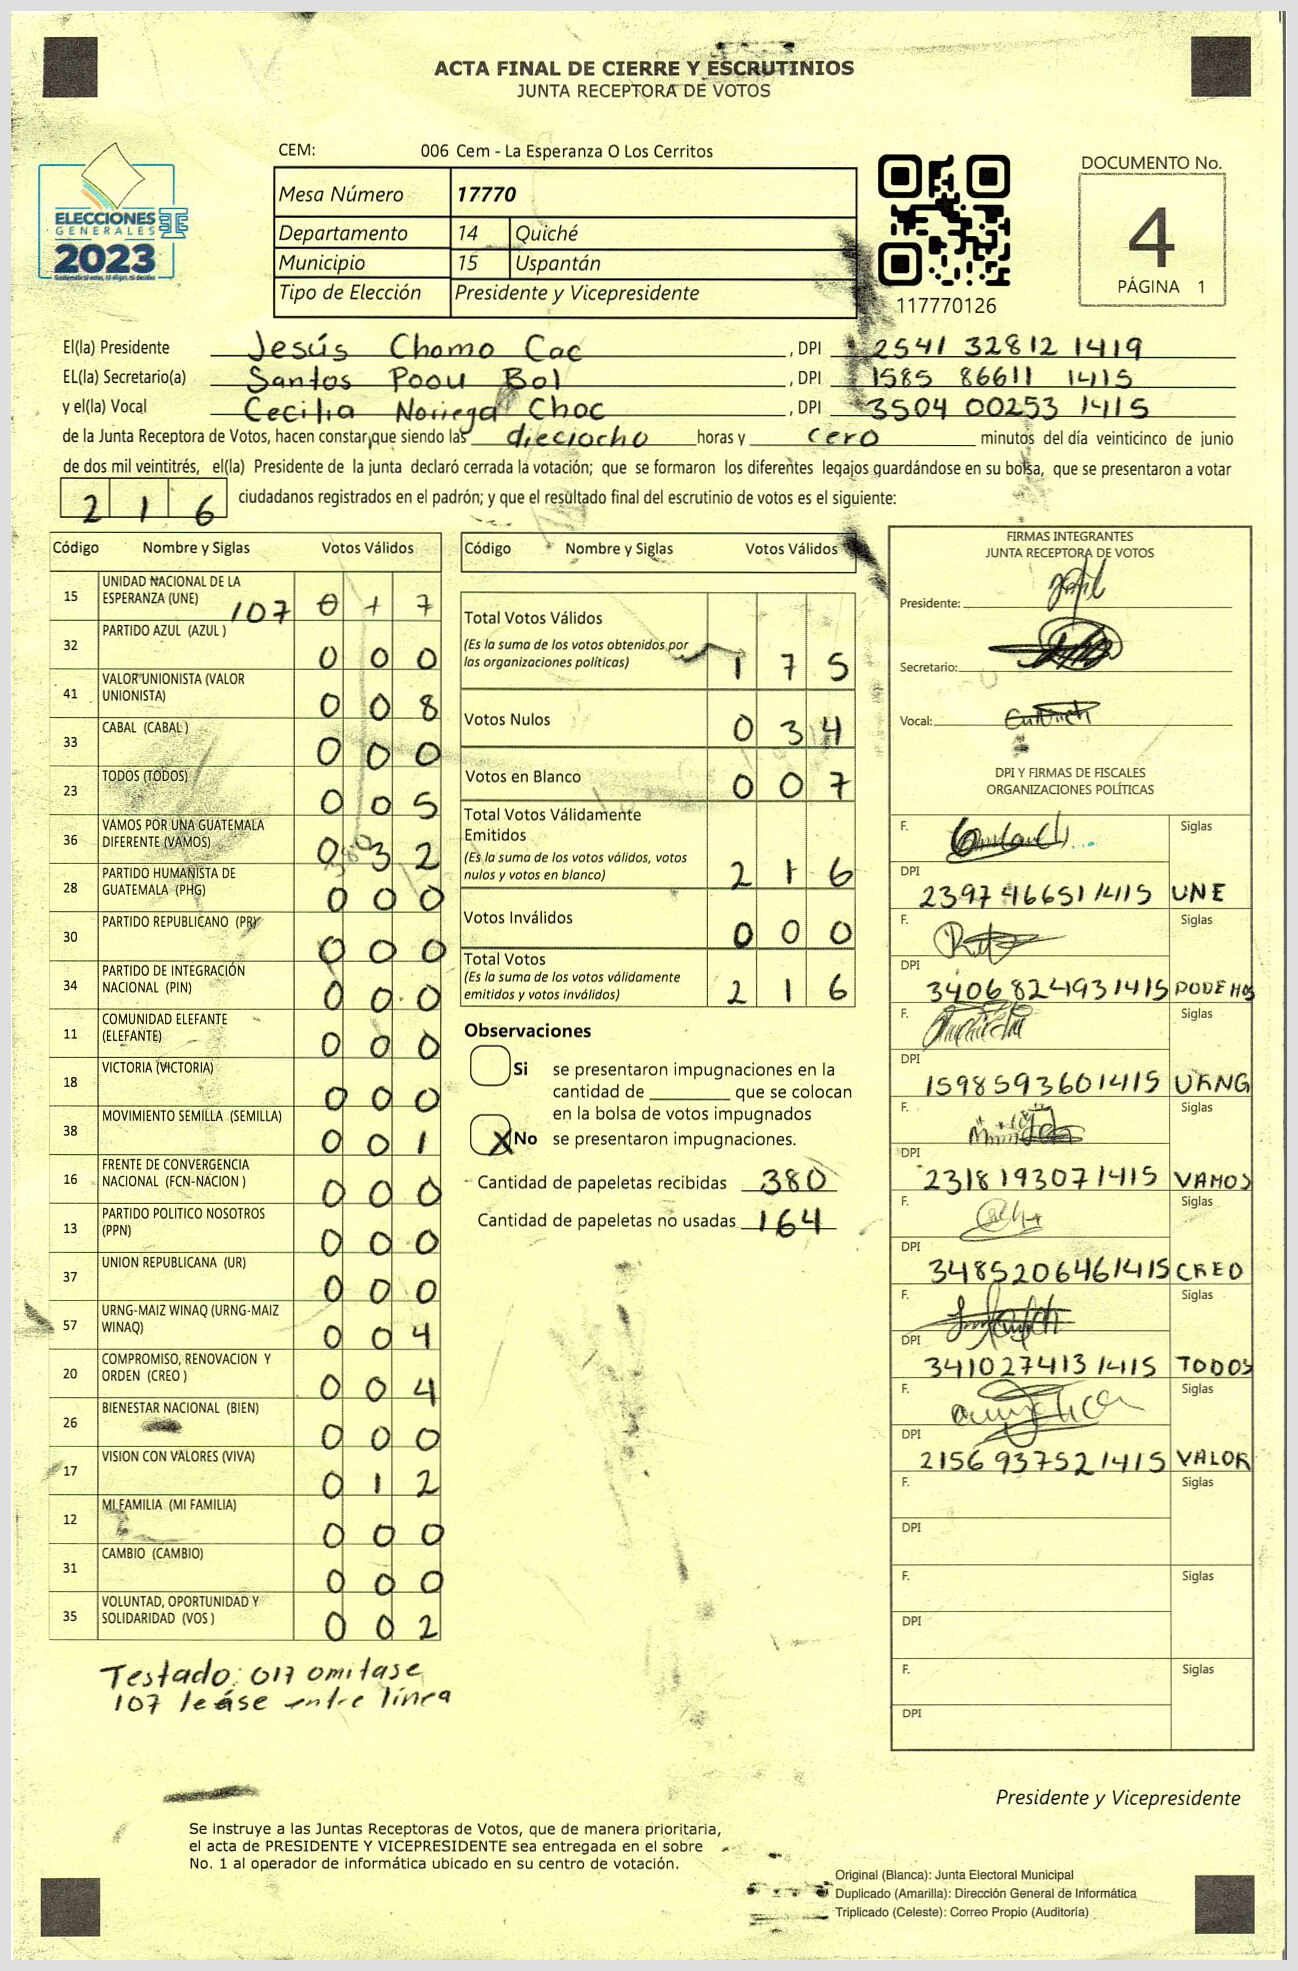 ACTA FINAL DE CIERRE Y ESCRUTINIOS
JUNTA RECEPTORA DE VOTOS
ELECCIONES
GENERALES
2023
CEM: 006 Cem - La Esperanza O Los Cerritos
Mesa Número 17770
Departamento 14 Quiché
Municipio 15 Uspantán
Tipo de Elección Presidente y Vicepresidente
117770126
DOCUMENTO No.
4
PÁGINA 1
El(la) Presidente Jesús Chomo Cac , DPI 2541 32812 1419
EL(la) Secretario(a) Santos Poou Bol , DPI 1585 86611 1415
y el(la) Vocal Cecilia Noriega Choc , DPI 3504 00253 1415
de la Junta Receptora de Votos, hacen constar que siendo las dieciocho horas y cero minutos del día veinticinco de junio
de dos mil veintitrés, el(la) Presidente de la junta declaró cerrada la votación; que se formaron los diferentes legajos guardándose en su bolsa, que se presentaron a votar
2 1 6 ciudadanos registrados en el padrón; y que el resultado final del escrutinio de votos es el siguiente:
Código Nombre y Siglas Votos Válidos
15 UNIDAD NACIONAL DE LA ESPERANZA (UNE) 107 0 1 7
32 PARTIDO AZUL (AZUL ) 0 0 0
41 VALOR UNIONISTA (VALOR UNIONISTA) 0 0 8
33 CABAL (CABAL ) 0 0 0
23 TODOS (TODOS) 0 0 5
36 VAMOS POR UNA GUATEMALA DIFERENTE (VAMOS) 0 3 2
28 PARTIDO HUMANISTA DE GUATEMALA (PHG) 0 0 0
30 PARTIDO REPUBLICANO (PR) 0 0 0
34 PARTIDO DE INTEGRACIÓN NACIONAL (PIN) 0 0 0
11 COMUNIDAD ELEFANTE (ELEFANTE) 0 0 0
18 VICTORIA (VICTORIA) 0 0 0
38 MOVIMIENTO SEMILLA (SEMILLA) 0 0 1
16 FRENTE DE CONVERGENCIA NACIONAL (FCN-NACION ) 0 0 0
13 PARTIDO POLITICO NOSOTROS (PPN) 0 0 0
37 UNION REPUBLICANA (UR) 0 0 0
57 URNG-MAIZ WINAQ (URNG-MAIZ WINAQ) 0 0 4
20 COMPROMISO, RENOVACION Y ORDEN (CREO ) 0 0 4
26 BIENESTAR NACIONAL (BIEN) 0 0 0
17 VISION CON VALORES (VIVA) 0 1 2
12 MI FAMILIA (MI FAMILIA) 0 0 0
31 CAMBIO (CAMBIO) 0 0 0
35 VOLUNTAD, OPORTUNIDAD Y SOLIDARIDAD (VOS ) 0 0 2
Testado: 017 omitase
107 leáse entre línea
Código Nombre y Siglas Votos Válidos
Total Votos Válidos
(Es la suma de los votos obtenidos por
las organizaciones políticas) 1 7 5
Votos Nulos 0 3 4
Votos en Blanco 0 0 7
Total Votos Válidamente
Emitidos
(Es la suma de los votos válidos, votos
nulos y votos en blanco) 2 1 6
Votos Inválidos 0 0 0
Total Votos
(Es la suma de los votos válidamente
emitidos y votos inválidos) 2 1 6
Observaciones
Si se presentaron impugnaciones en la
cantidad de ________ que se colocan
en la bolsa de votos impugnados
X No se presentaron impugnaciones.
Cantidad de papeletas recibidas 380
Cantidad de papeletas no usadas 164
FIRMAS INTEGRANTES
JUNTA RECEPTORA DE VOTOS
Presidente:
Secretario:
Vocal:
DPI Y FIRMAS DE FISCALES
ORGANIZACIONES POLÍTICAS
F. Siglas
DPI 2397466511415 UNE
F. Siglas
DPI 3406824931415 PODEMOS
F. Siglas
DPI 1598593601415 URNG
F. Siglas
DPI 2318193071415 VAMOS
F. Siglas
DPI 3485206461415 CREO
F. Siglas
DPI 3410274131415 TODOS
F. Siglas
DPI 2156937521415 VALOR
F. Siglas
DPI
F. Siglas
DPI
F. Siglas
DPI
Presidente y Vicepresidente
Se instruye a las Juntas Receptoras de Votos, que de manera prioritaria,
el acta de PRESIDENTE Y VICEPRESIDENTE sea entregada en el sobre
No. 1 al operador de informática ubicado en su centro de votación.
Original (Blanca): Junta Electoral Municipal
Duplicado (Amarilla): Dirección General de Informática
Triplicado (Celeste): Correo Propio (Auditoría)